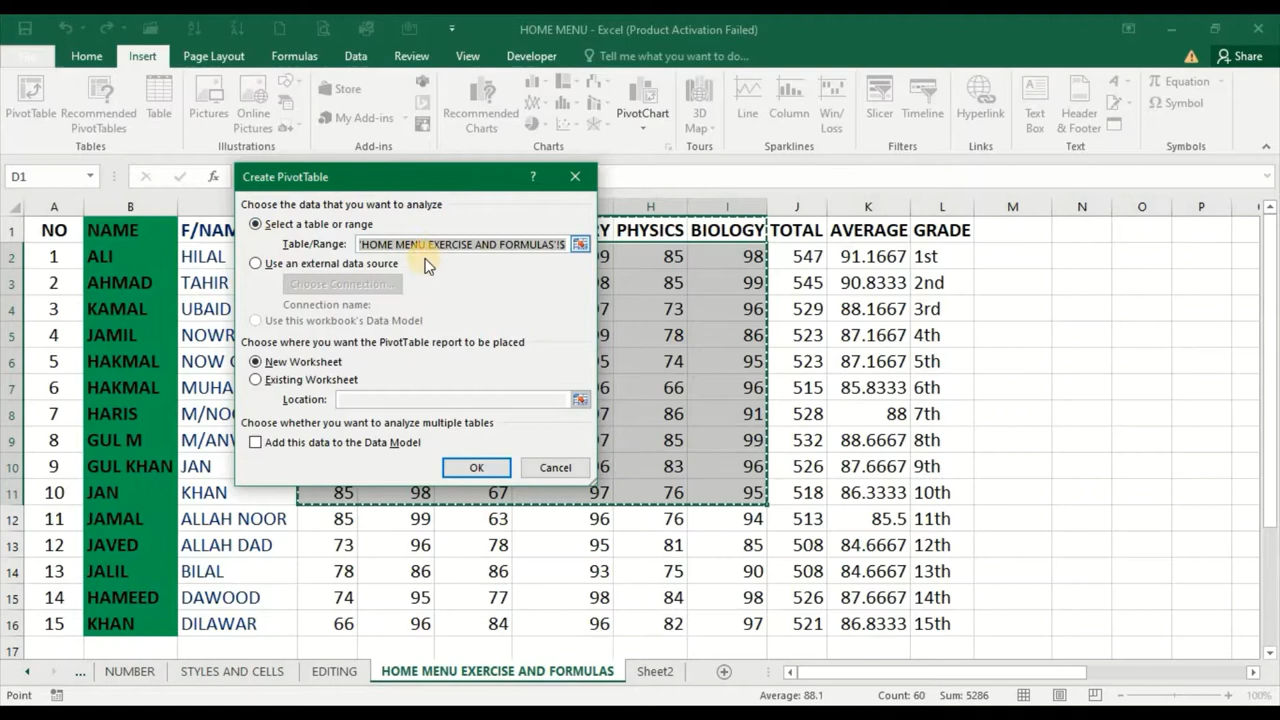 HOME MENU - Excel (Product Activation Failed)
Home Insert Page Layout Formulas Data Review View Developer Tell me what you want to do... Share
PivotTable Recommended PivotTables Table
Pictures Online Pictures
Store
My Add-ins
Recommended Charts
PivotChart
3D Map
Line Column Win/Loss
Slicer Timeline
Hyperlink
Text Box Header & Footer
Equation
Symbol
Tables Illustrations Add-ins Charts Tours Sparklines Filters Links Text Symbols
D1 fx
Create PivotTable ?
Choose the data that you want to analyze
Select a table or range
Table/Range: 'HOME MENU EXERCISE AND FORMULAS'!$
Use an external data source
Choose Connection...
Connection name:
Use this workbook's Data Model
Choose where you want the PivotTable report to be placed
New Worksheet
Existing Worksheet
Location:
Choose whether you want to analyze multiple tables
Add this data to the Data Model
OK Cancel
A B H I J K L M N O P
1 NO NAME F/NAM RY PHYSICS BIOLOGY TOTAL AVERAGE GRADE
2 1 ALI HILAL 99 85 98 547 91.1667 1st
3 2 AHMAD TAHIR 98 85 99 545 90.8333 2nd
4 3 KAMAL UBAID 97 73 96 529 88.1667 3rd
5 4 JAMIL NOWR 99 78 86 523 87.1667 4th
6 5 HAKMAL NOW 95 74 95 523 87.1667 5th
7 6 HAKMAL MUHA 96 66 96 515 85.8333 6th
8 7 HARIS M/NOO 97 86 91 528 88 7th
9 8 GUL M M/ANW 97 85 99 532 88.6667 8th
10 9 GUL KHAN JAN 96 83 96 526 87.6667 9th
11 10 JAN KHAN 85 98 67 97 76 95 518 86.3333 10th
12 11 JAMAL ALLAH NOOR 85 99 63 96 76 94 513 85.5 11th
13 12 JAVED ALLAH DAD 73 96 78 95 81 85 508 84.6667 12th
14 13 JALIL BILAL 78 86 86 93 75 90 508 84.6667 13th
15 14 HAMEED DAWOOD 74 95 77 98 84 98 526 87.6667 14th
16 15 KHAN DILAWAR 66 96 84 96 82 97 521 86.8333 15th
17
... NUMBER STYLES AND CELLS EDITING HOME MENU EXERCISE AND FORMULAS Sheet2
Point Average: 88.1 Count: 60 Sum: 5286 100%